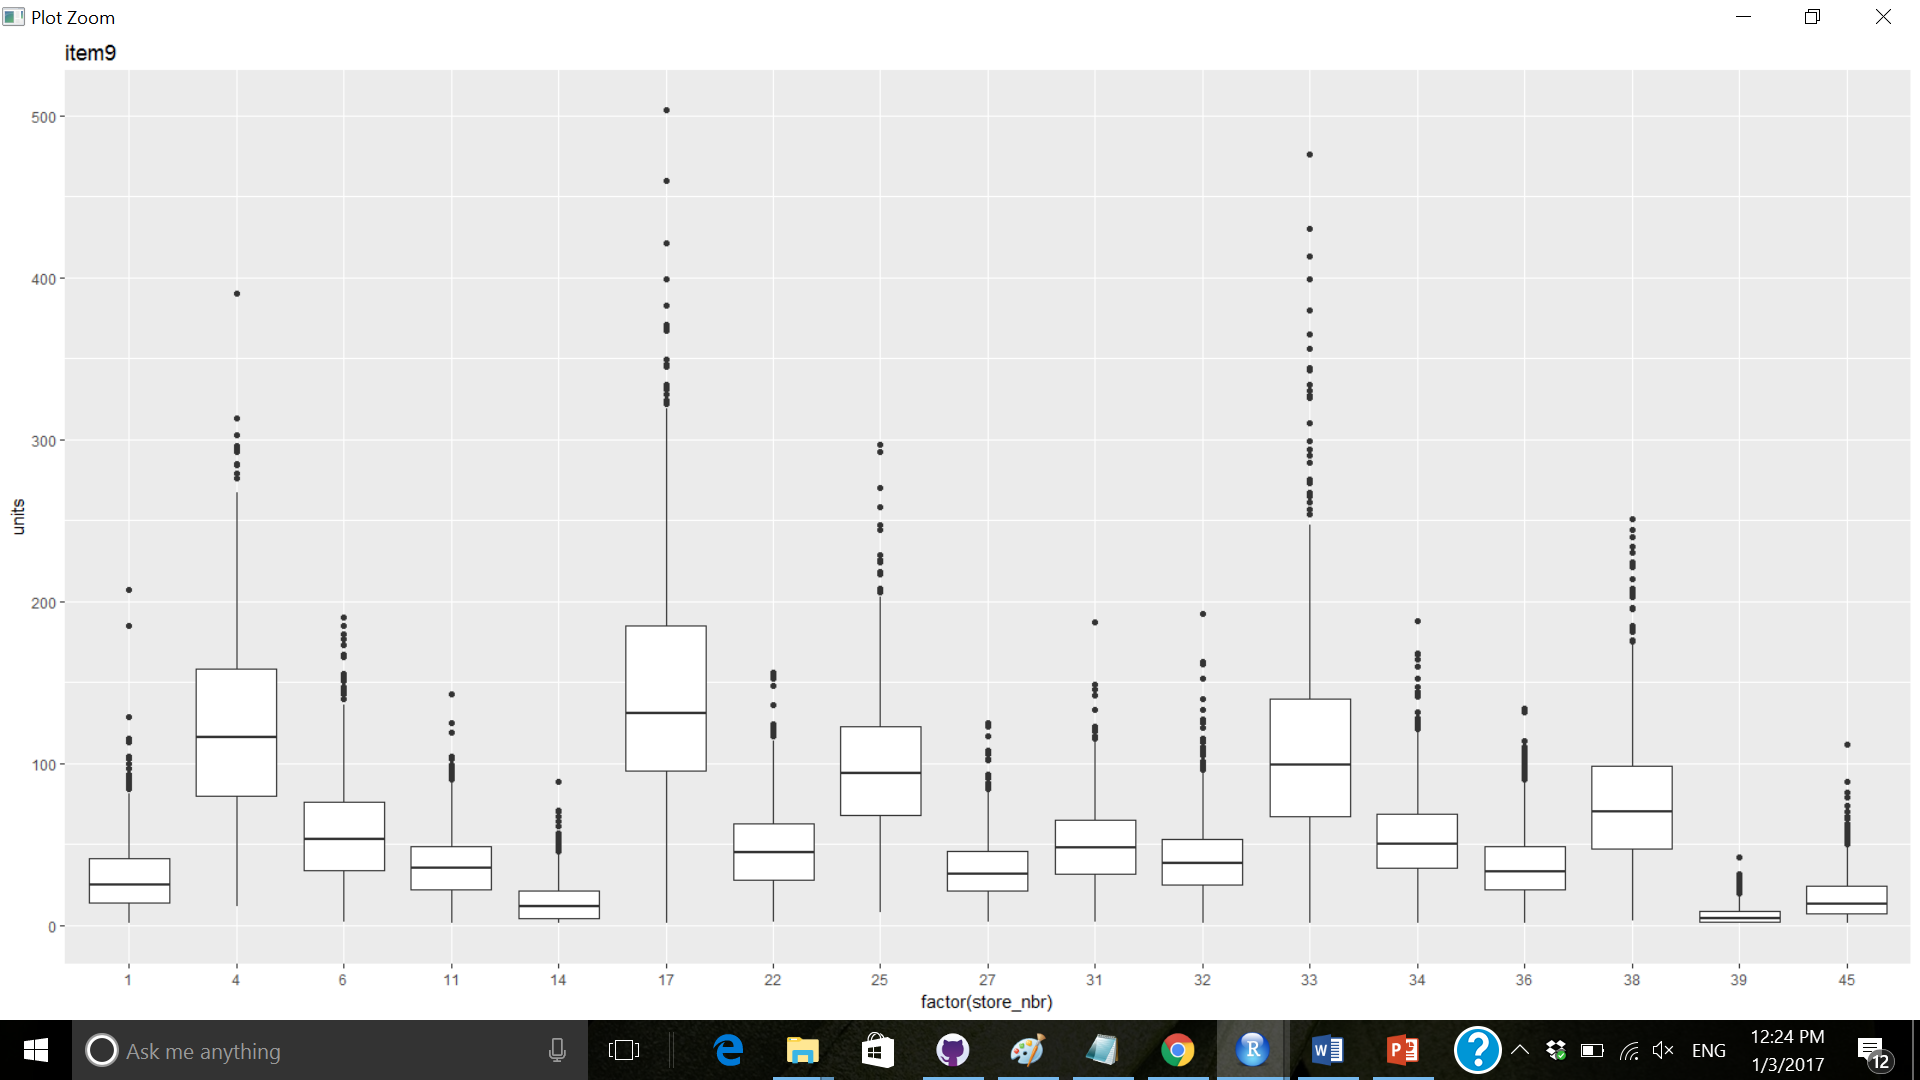 Plot Zoom
item9
500
400
300
200
100
0
units
1 4 6 11 14 17 22 25 27 31 32 33 34 36 38 39 45
factor(store_nbr)
Ask me anything
e
R
W
P
?
ENG
12:24 PM
1/3/2017
12